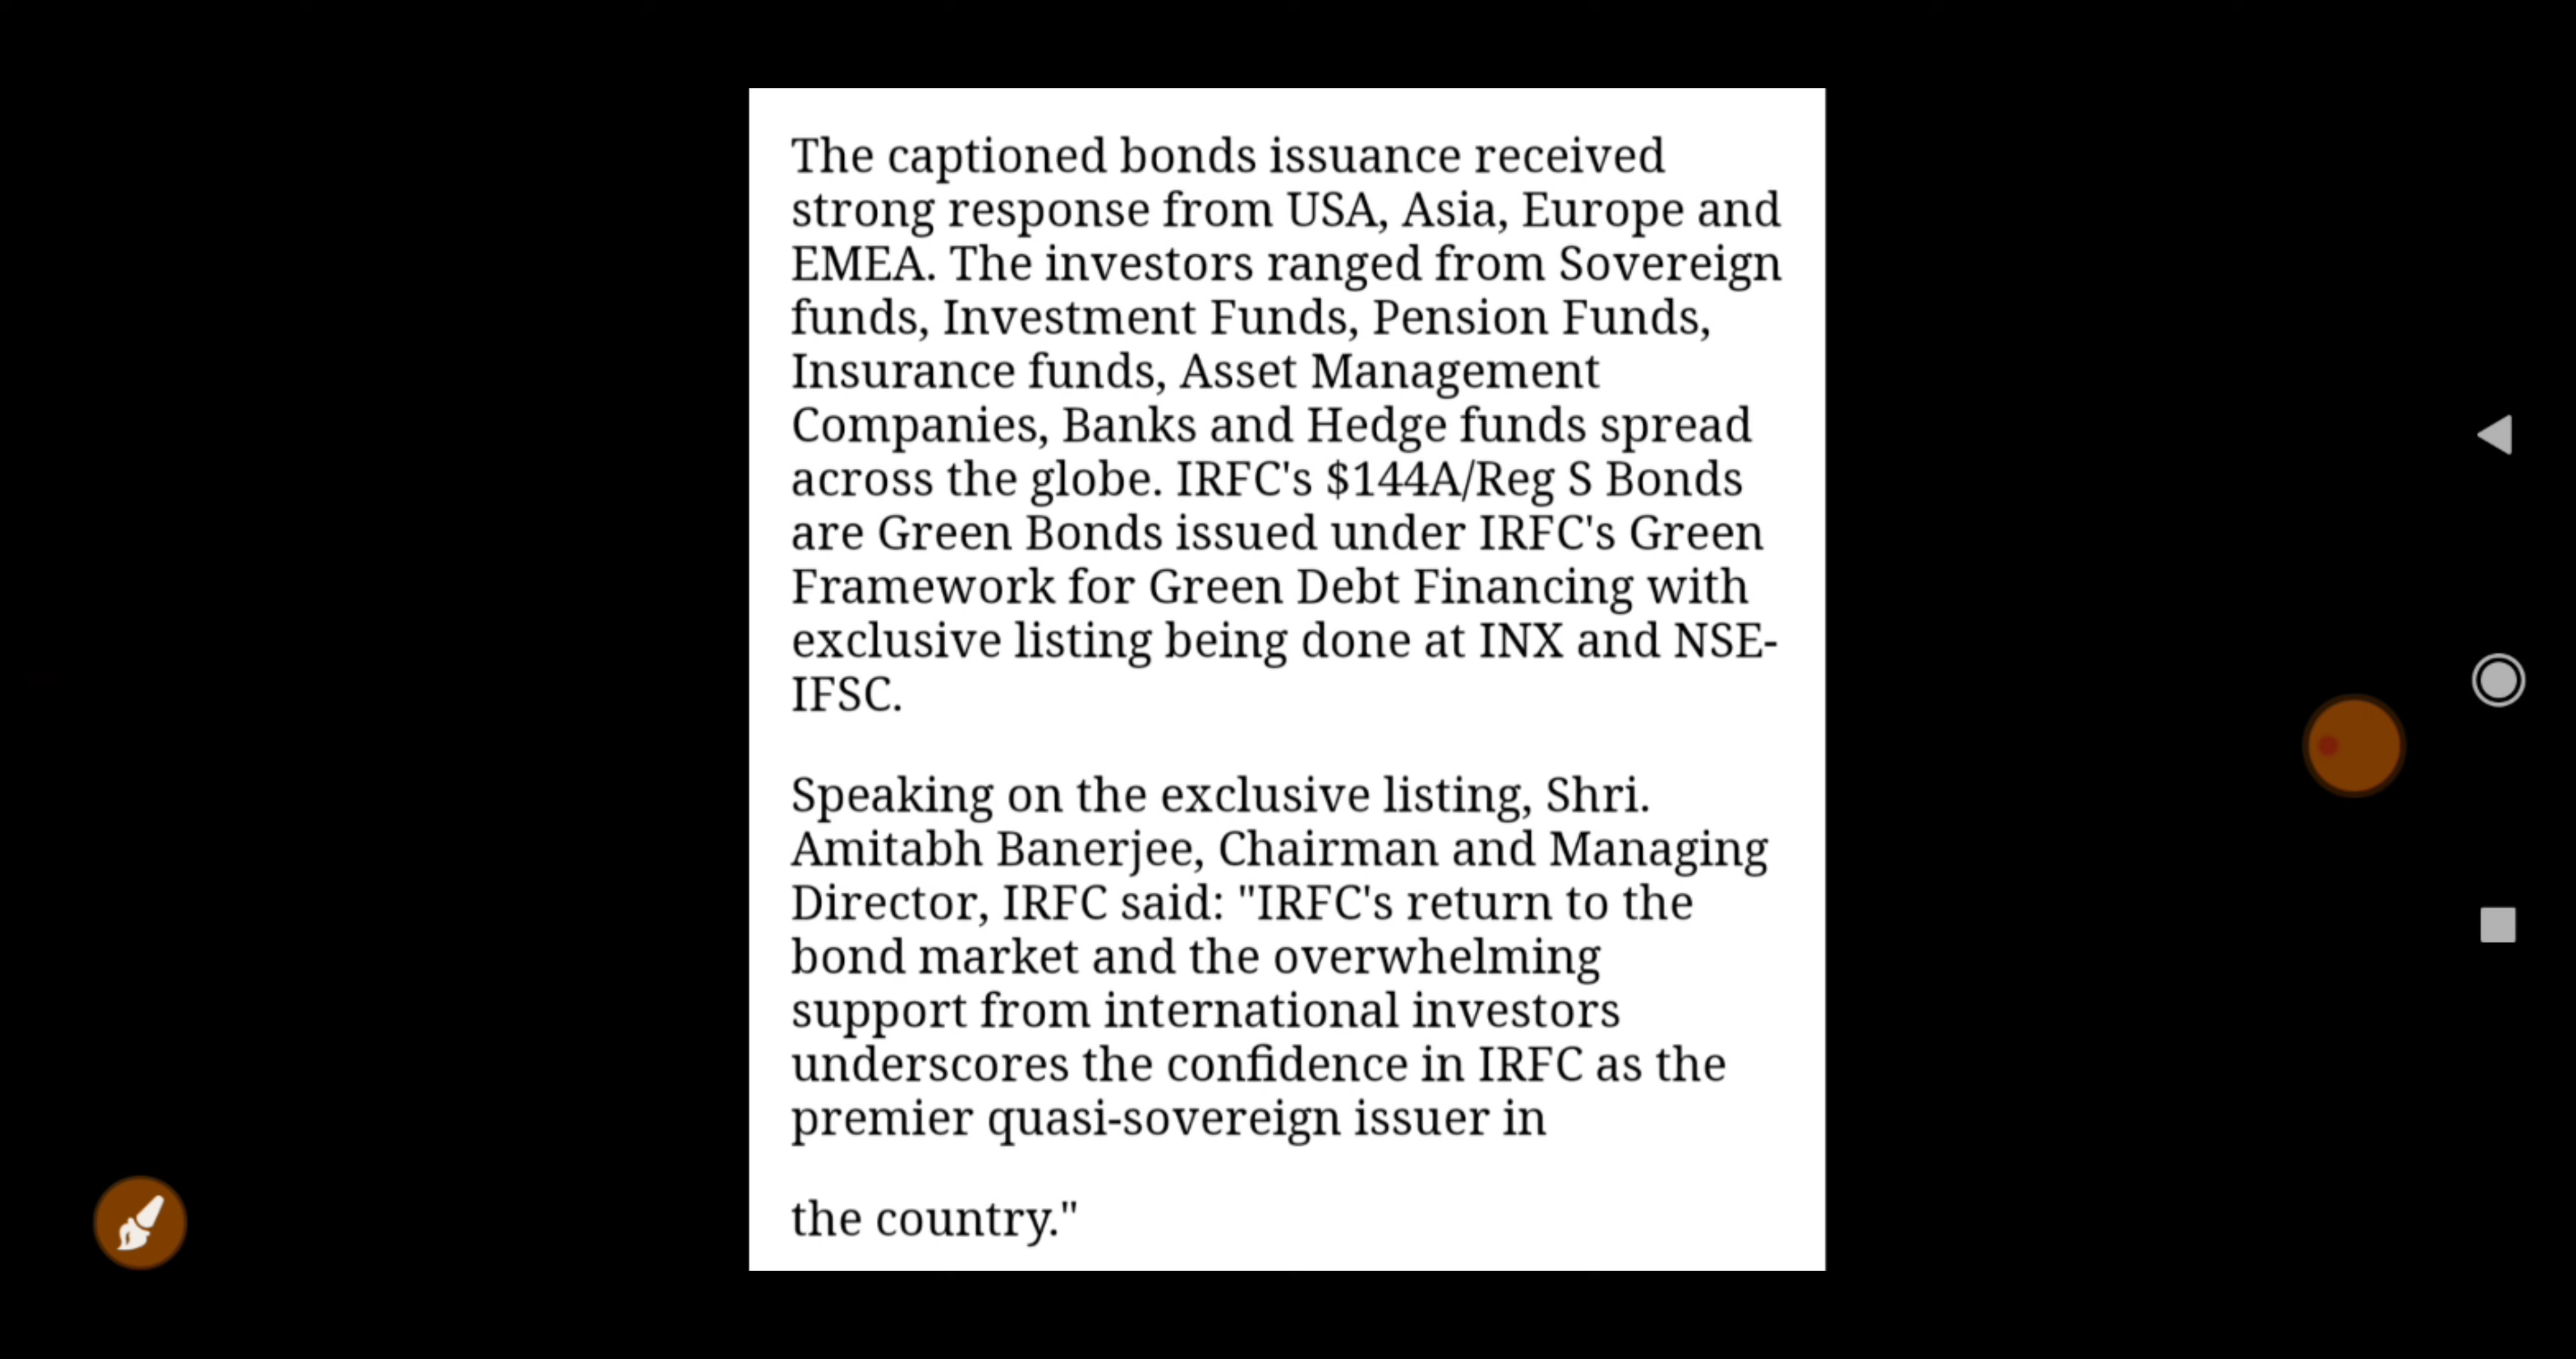 The captioned bonds issuance received
strong response from USA, Asia, Europe and
EMEA. The investors ranged from Sovereign
funds, Investment Funds, Pension Funds,
Insurance funds, Asset Management
Companies, Banks and Hedge funds spread
across the globe. IRFC's $144A/Reg S Bonds
are Green Bonds issued under IRFC's Green
Framework for Green Debt Financing with
exclusive listing being done at INX and NSE-
IFSC.
Speaking on the exclusive listing, Shri.
Amitabh Banerjee, Chairman and Managing
Director, IRFC said: "IRFC's return to the
bond market and the overwhelming
support from international investors
underscores the confidence in IRFC as the
premier quasi-sovereign issuer in
the country."